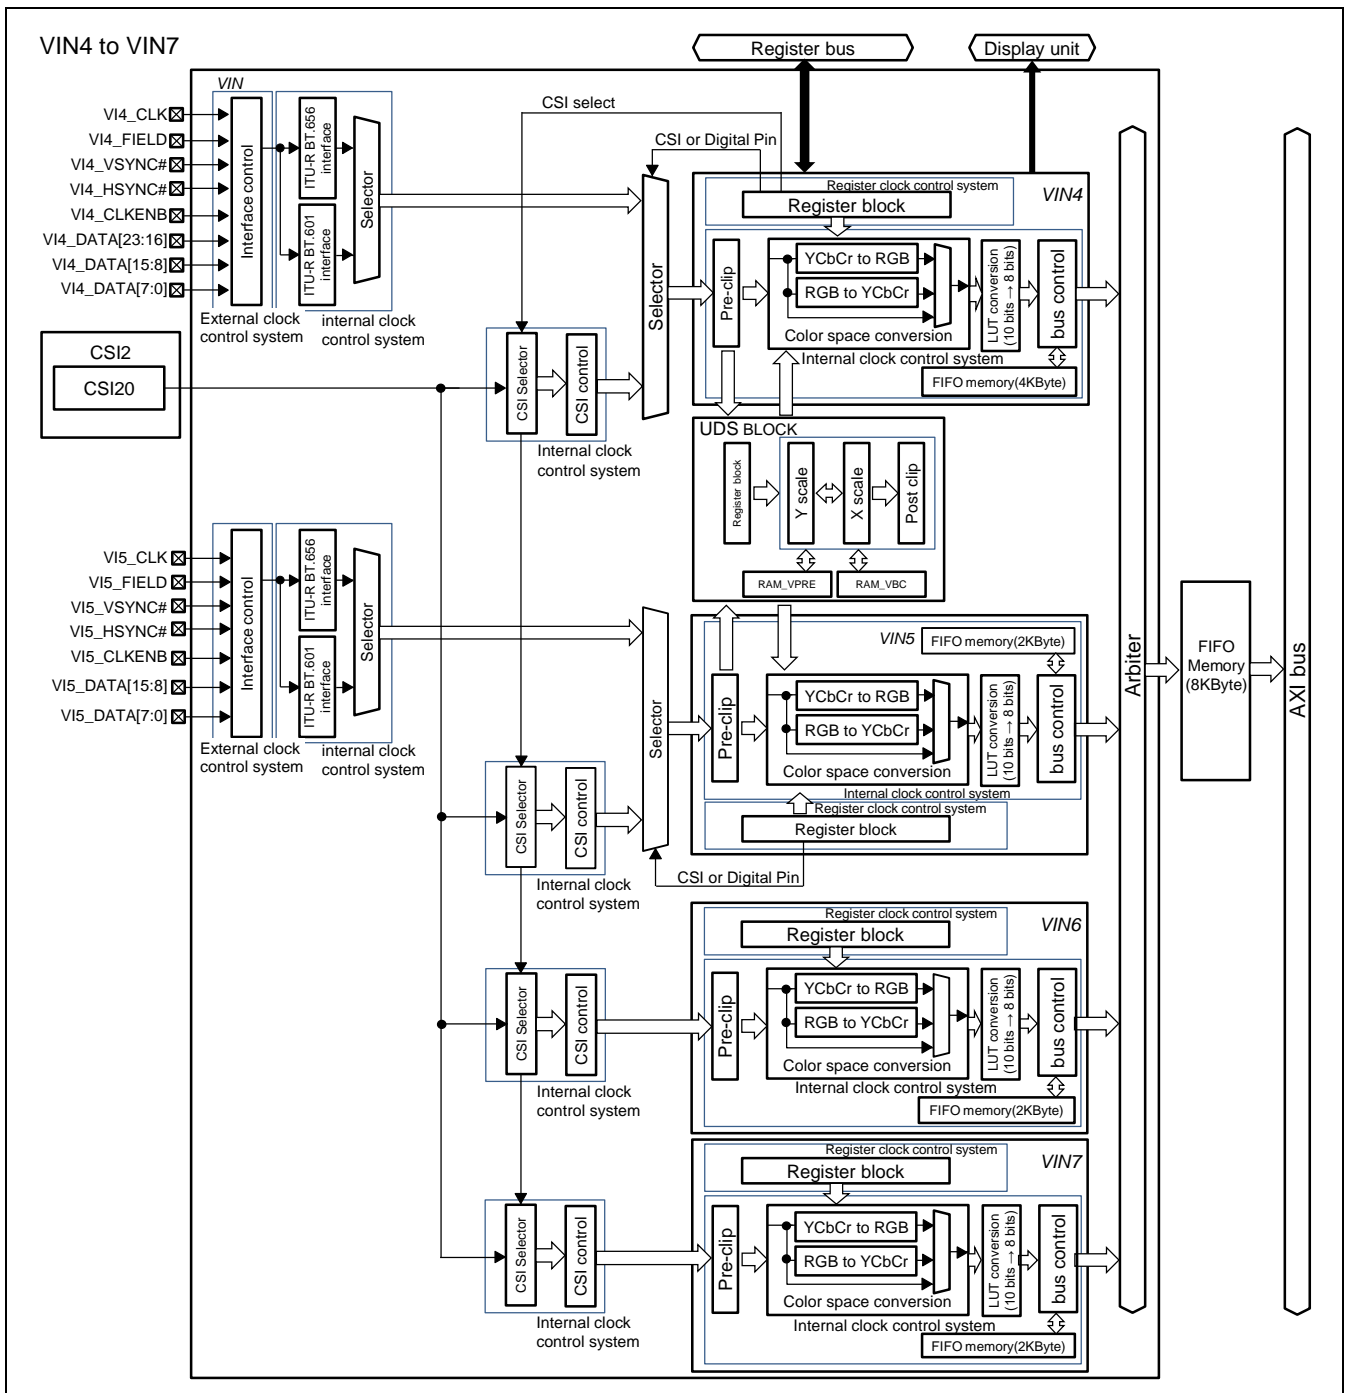 VIN4 to VIN7
Register bus
Display unit
VIN
CSI select
CSI or Digital Pin
VI4_CLK
VI4_FIELD
VI4_VSYNC#
VI4_HSYNC#
VI4_CLKENB
VI4_DATA[23:16]
VI4_DATA[15:8]
VI4_DATA[7:0]
Interface control
ITU-R BT.656
interface
ITU-R BT.601
interface
Selector
External clock
control system
internal clock
control system
CSI2
CSI20
CSI Selector
CSI control
Internal clock
control system
Selector
Register clock control system
VIN4
Register block
Pre-clip
YCbCr to RGB
RGB to YCbCr
Color space conversion
Internal clock control system
LUT conversion
(10 bits → 8 bits)
bus control
FIFO memory(4KByte)
UDS BLOCK
Register block
Y scale
X scale
Post clip
RAM_VPRE
RAM_VBC
VI5_CLK
VI5_FIELD
VI5_VSYNC#
VI5_HSYNC#
VI5_CLKENB
VI5_DATA[15:8]
VI5_DATA[7:0]
Interface control
ITU-R BT.656
interface
ITU-R BT.601
interface
Selector
External clock
control system
internal clock
control system
CSI Selector
CSI control
Internal clock
control system
Selector
VIN5
FIFO memory(2KByte)
Pre-clip
YCbCr to RGB
RGB to YCbCr
Color space conversion
Internal clock control system
LUT conversion
(10 bits → 8 bits)
bus control
Register clock control system
Register block
CSI or Digital Pin
Arbiter
FIFO
Memory
(8KByte)
AXI bus
CSI Selector
CSI control
Internal clock
control system
Register clock control system
VIN6
Register block
Pre-clip
YCbCr to RGB
RGB to YCbCr
Color space conversion
Internal clock control system
LUT conversion
(10 bits → 8 bits)
bus control
FIFO memory(2KByte)
CSI Selector
CSI control
Internal clock
control system
Register clock control system
VIN7
Register block
Pre-clip
YCbCr to RGB
RGB to YCbCr
Color space conversion
Internal clock control system
LUT conversion
(10 bits → 8 bits)
bus control
FIFO memory(2KByte)